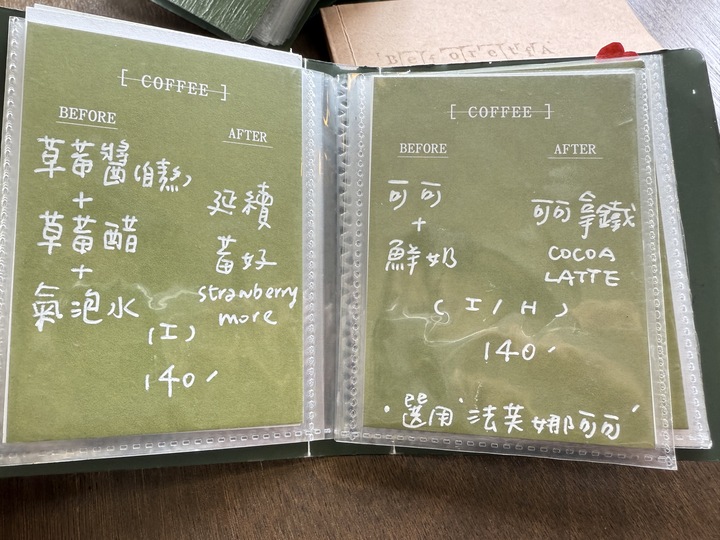 Before after
[ COFFEE ]
BEFORE
AFTER
草莓醬(自熬)
+
草莓醋
+
氣泡水
延續
莓好
strawberry
more
(I)
140'
[ COFFEE ]
BEFORE
AFTER
可可
+
鮮奶
可可拿鐵
COCOA
LATTE
(I/H)
140'
·選用"法芙娜可可"